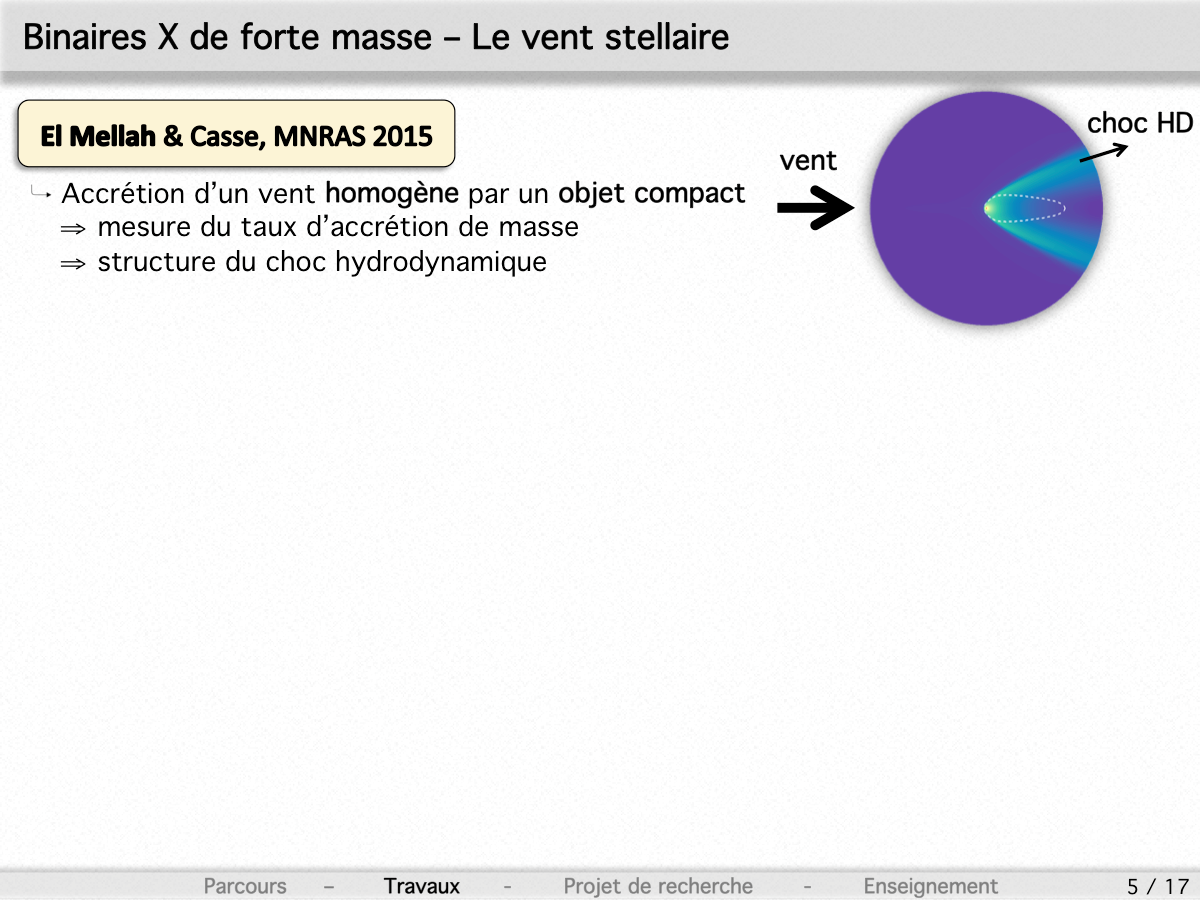 Binaires X de forte masse – Le vent stellaire
El Mellah & Casse, MNRAS 2015
choc HD
vent
↪ Accrétion d’un vent homogène par un objet compact
⇒ mesure du taux d’accrétion de masse
⇒ structure du choc hydrodynamique
Parcours – Travaux - Projet de recherche - Enseignement 5 / 17